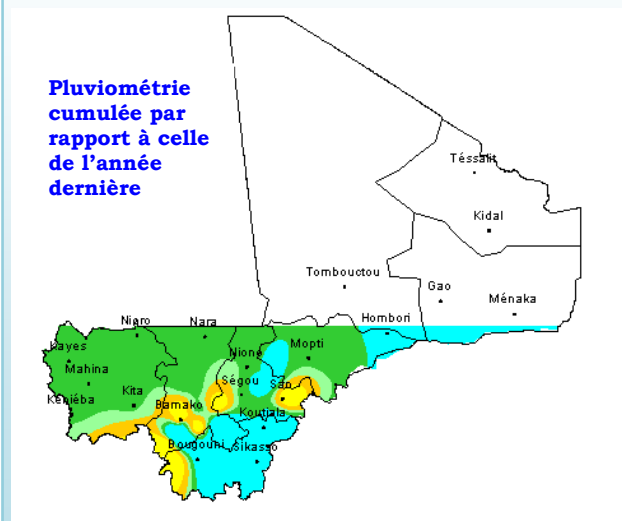 Pluviométrie
cumulée par
rapport à celle
de l’année
dernière
Téssalit
Kidal
Tombouctou
Gao
Ménaka
Hombori
Nioro
Nara
Kayes
Niono
Mopti
Mahina
Ségou
San
Kita
Kéniéba
Bamako
Koutiala
Bougouni
Sikasso